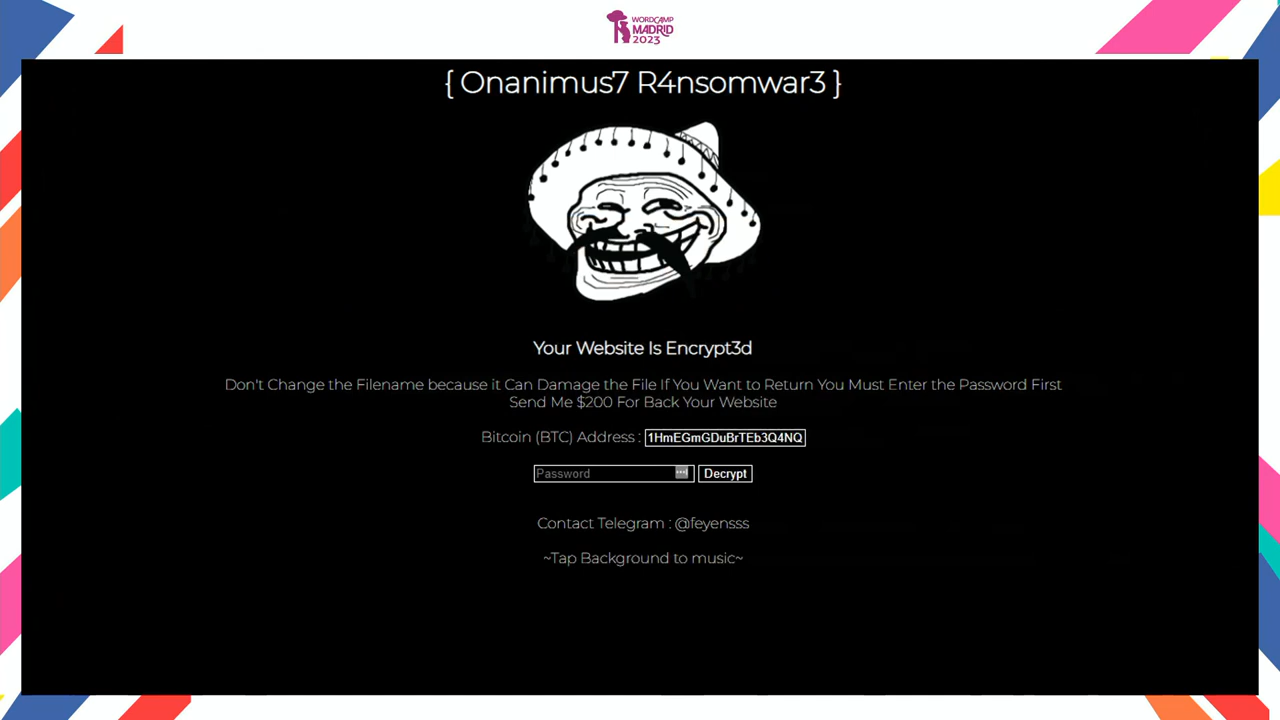 WORDCAMP
MADRID
2023
{ Onanimus7 R4nsomwar3 }
Your Website Is Encrypt3d
Don't Change the Filename because it Can Damage the File If You Want to Return You Must Enter the Password First
Send Me $200 For Back Your Website
Bitcoin (BTC) Address : 1HmEGmGDuBrTEb3Q4NQ
Password Decrypt
Contact Telegram : @feyensss
~Tap Background to music~